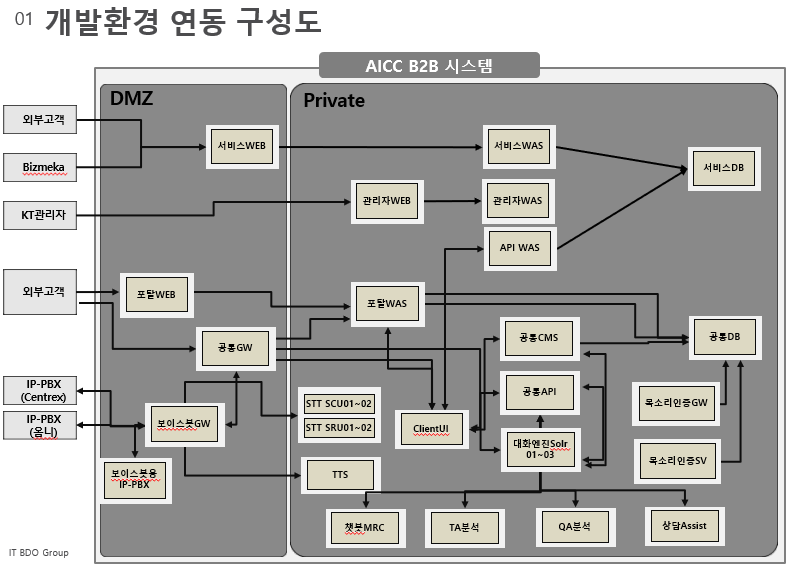 01 개발환경 연동 구성도
AICC B2B 시스템
DMZ
Private
외부고객
Bizmeka
KT관리자
외부고객
IP-PBX
(Centrex)
IP-PBX
(옴니)
서비스WEB
서비스WAS
서비스DB
관리자WEB
관리자WAS
API WAS
포탈WEB
포탈WAS
공통GW
공통CMS
공통DB
공통API
STT SCU01~02
STT SRU01~02
ClientUI
목소리인증GW
보이스봇GW
대화엔진Solr
01~03
목소리인증SV
보이스봇용
IP-PBX
TTS
챗봇MRC
TA분석
QA분석
상담Assist
IT BDO Group